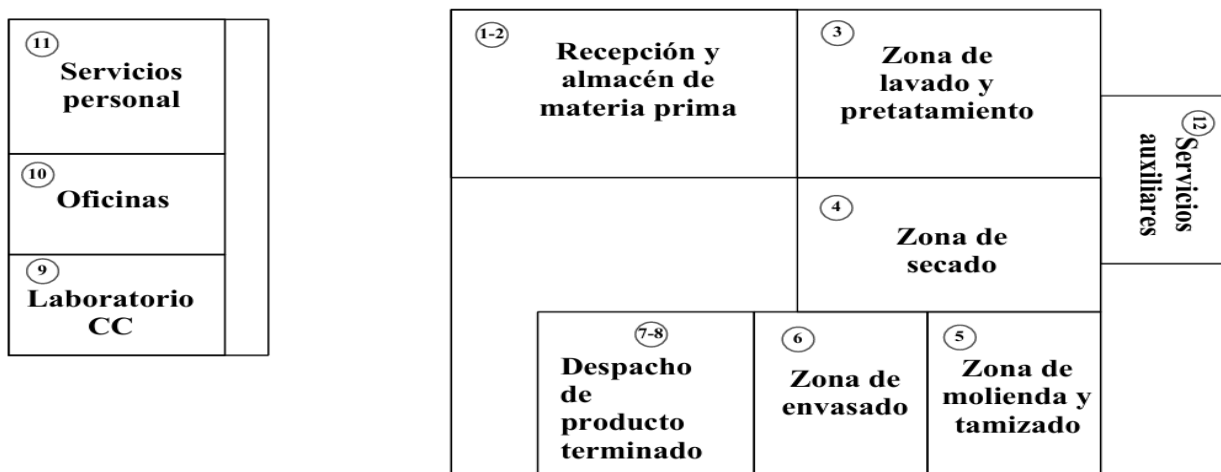 11
Servicios
personal
10
Oficinas
9
Laboratorio
CC
1-2
Recepción y
almacén de
materia prima
3
Zona de
lavado y
pretatamiento
12
Servicios
auxiliares
4
Zona de
secado
7-8
Despacho
de
producto
terminado
6
Zona de
envasado
5
Zona de
molienda y
tamizado